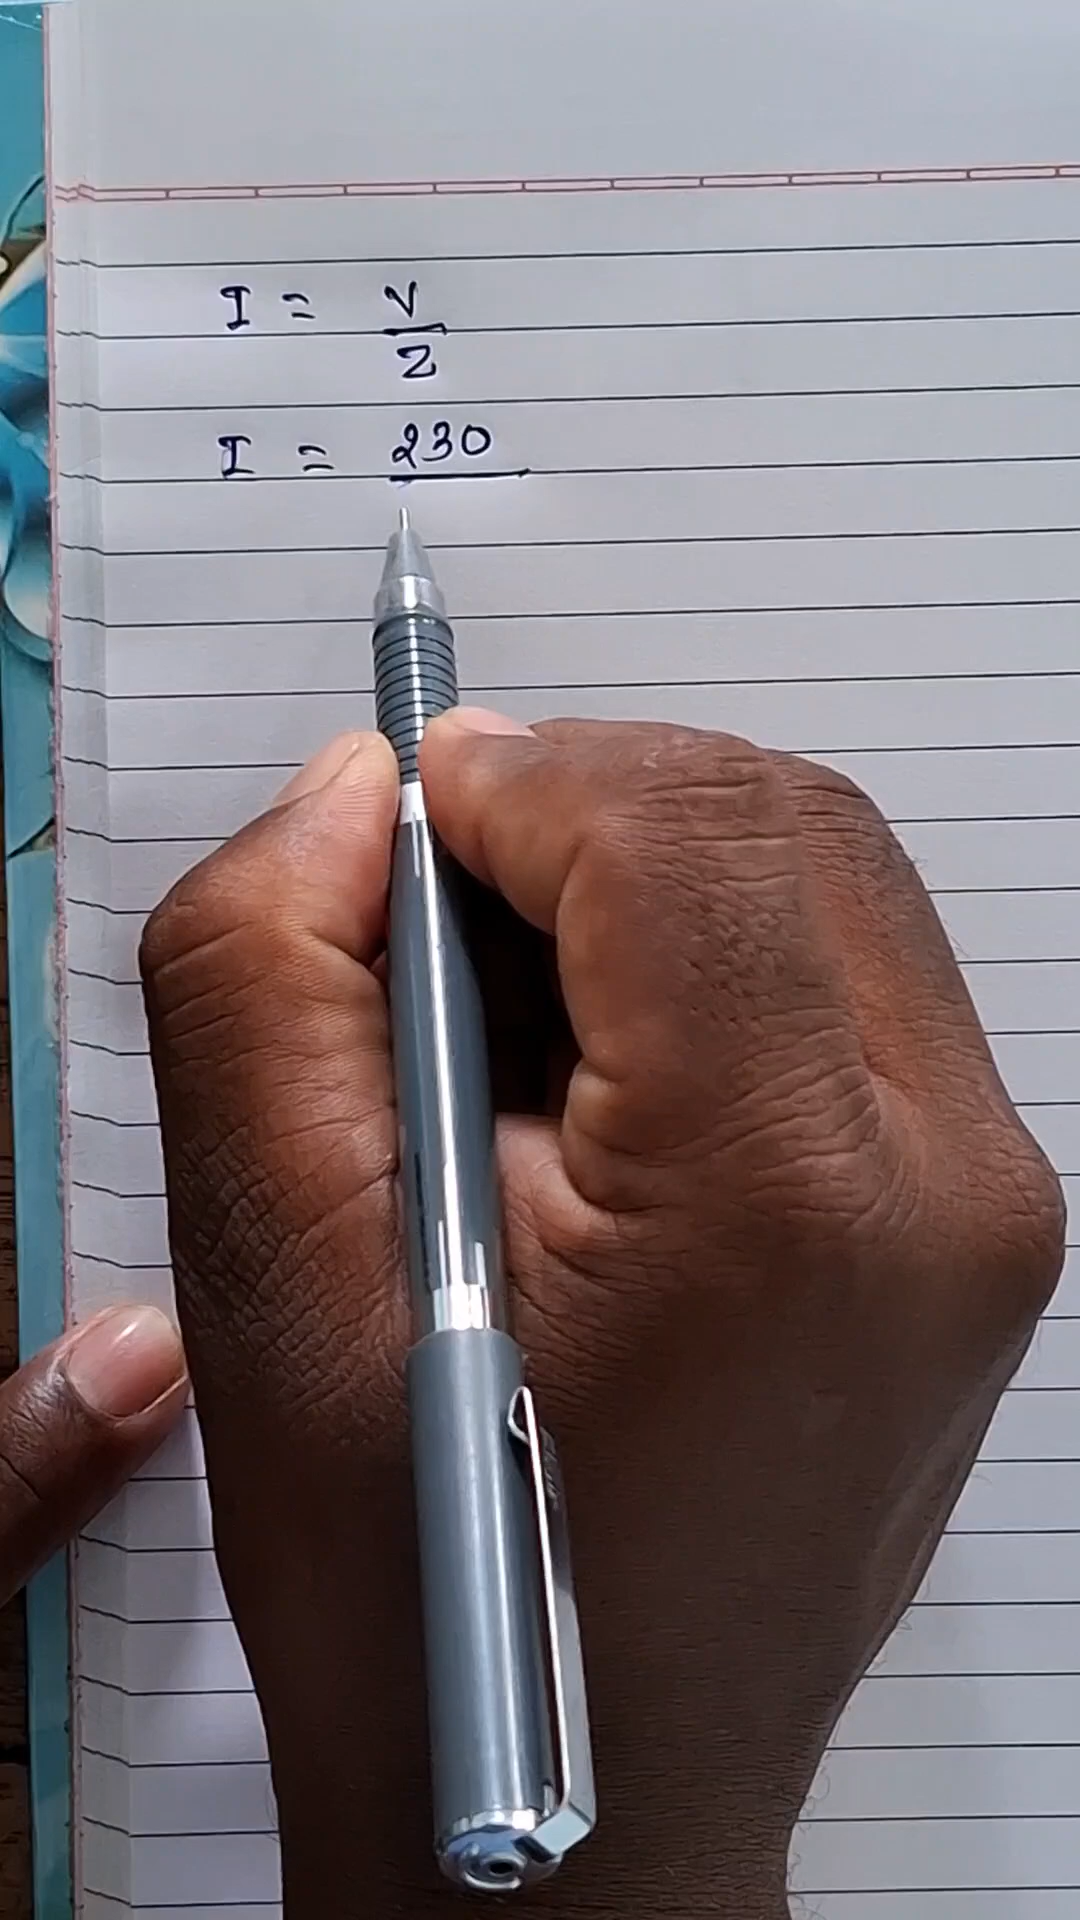 I = V
Z
I = 230